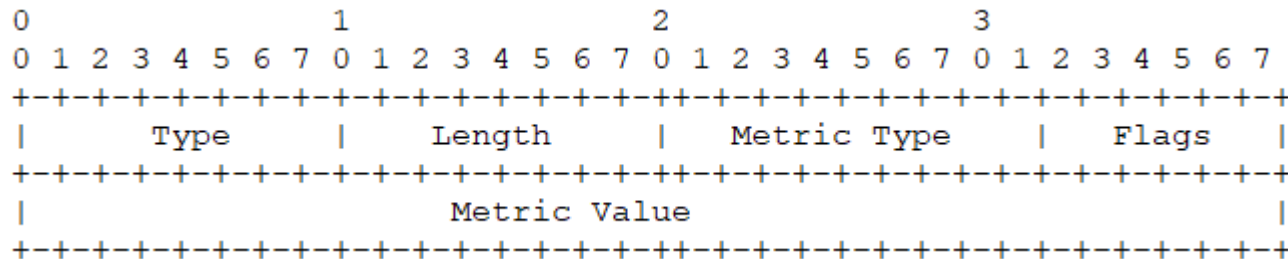 0               1               2               3
0 1 2 3 4 5 6 7 0 1 2 3 4 5 6 7 0 1 2 3 4 5 6 7 0 1 2 3 4 5 6 7
+-+-+-+-+-+-+-+-+-+-+-+-+-+-+-+-++-+-+-+-+-+-+-+-+-+-+-+-+-+-+-+
|      Type     |    Length     |   Metric Type    |   Flags   |
+-+-+-+-+-+-+-+-+-+-+-+-+-+-+-+-++-+-+-+-+-+-+-+-+-+-+-+-+-+-+-+
|                     Metric Value                             |
+-+-+-+-+-+-+-+-+-+-+-+-+-+-+-+-++-+-+-+-+-+-+-+-+-+-+-+-+-+-+-+